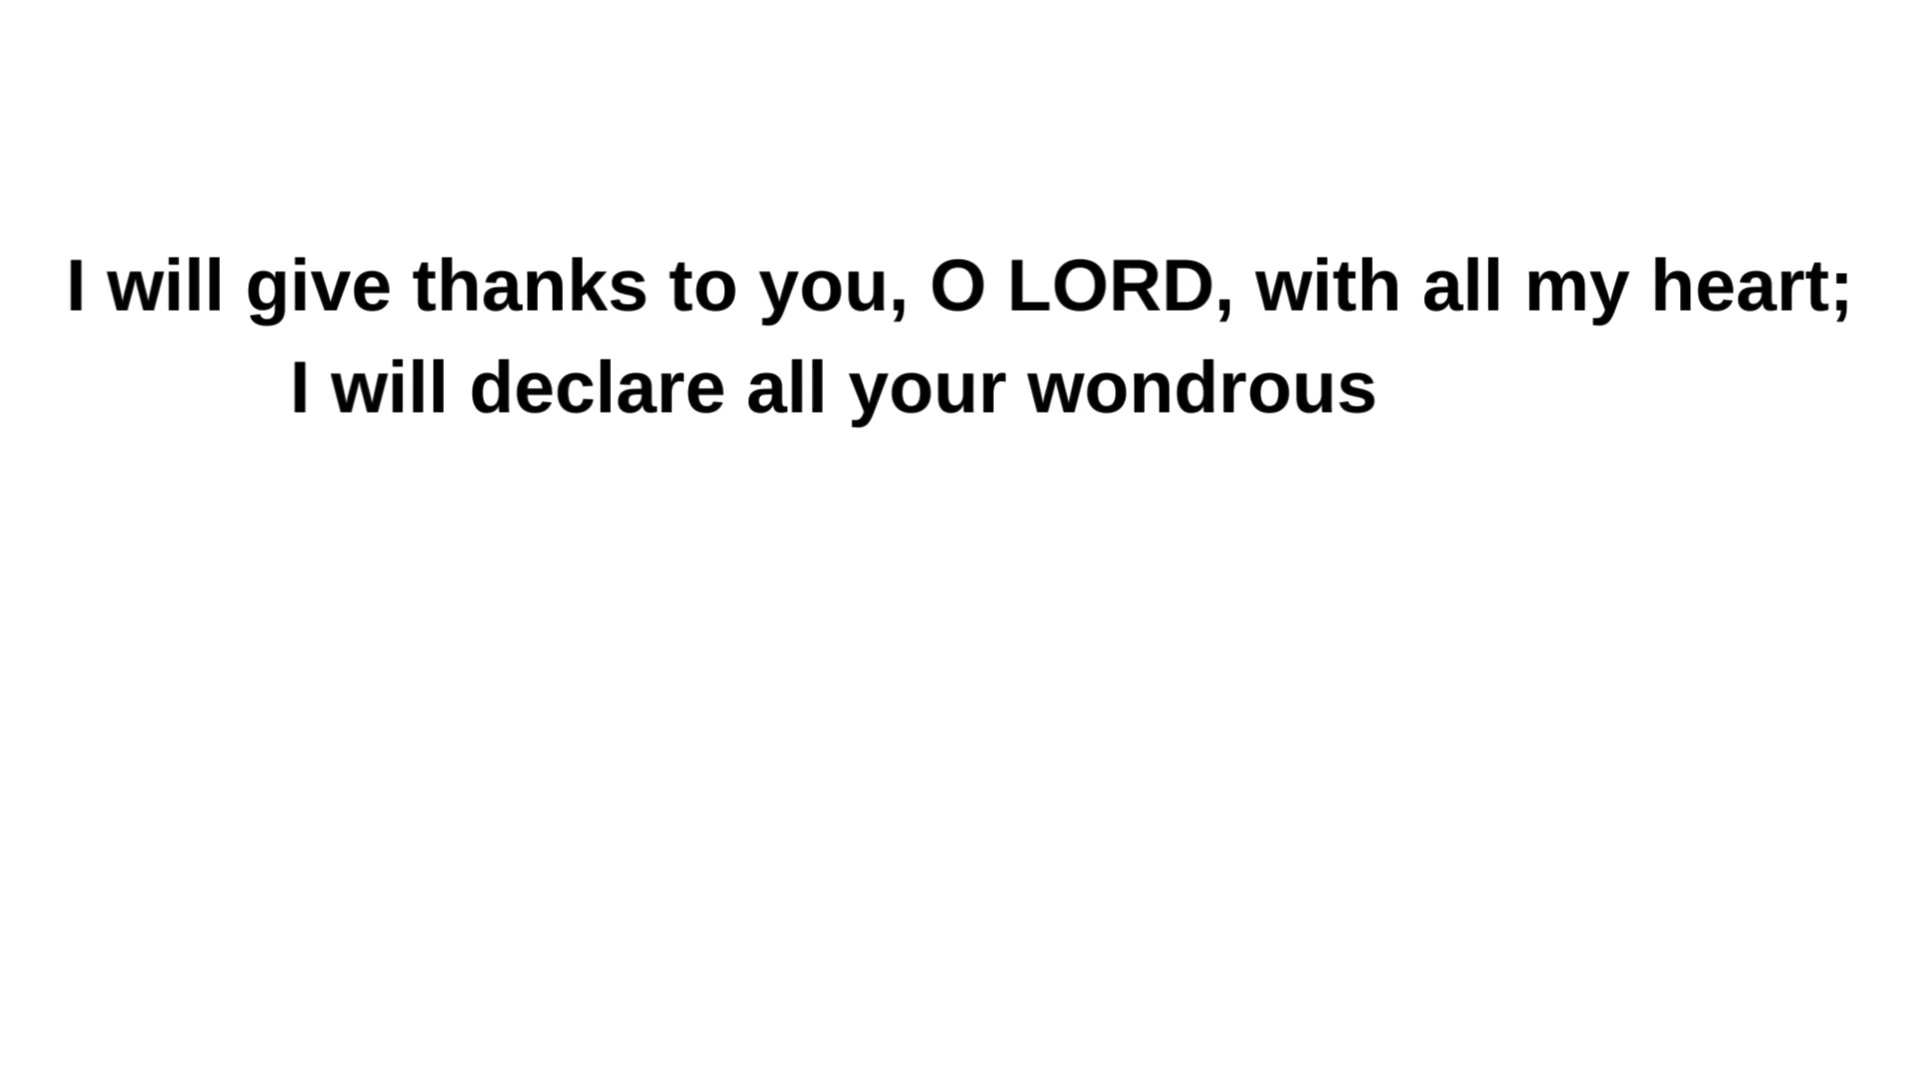 I will give thanks to you, O LORD, with all my heart;
I will declare all your wondrous